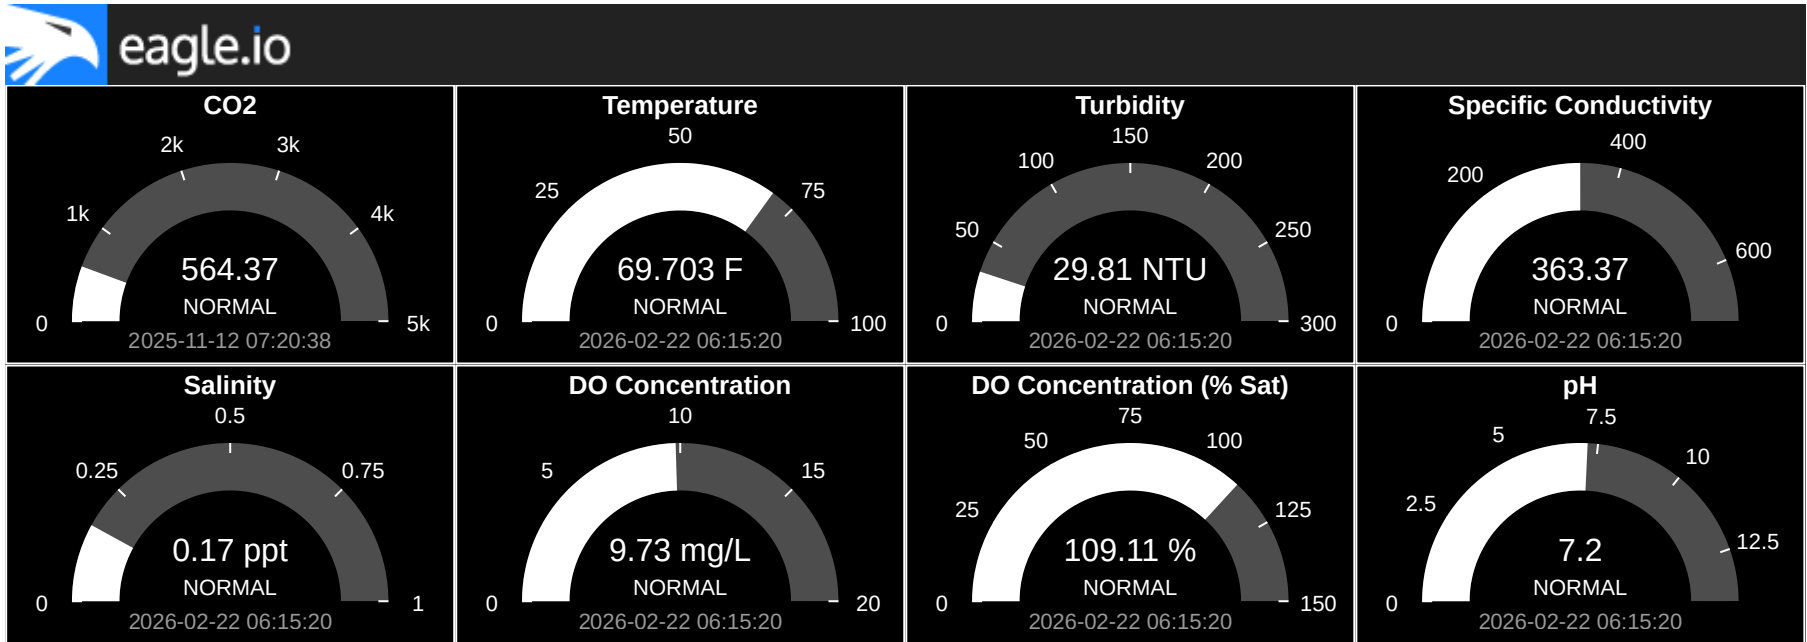 eagle.io
CO2
0
1k
2k
3k
4k
5k
564.37
NORMAL
2025-11-12 07:20:38
Temperature
0
25
50
75
100
69.703 F
NORMAL
2026-02-22 06:15:20
Turbidity
0
50
100
150
200
250
300
29.81 NTU
NORMAL
2026-02-22 06:15:20
Specific Conductivity
0
200
400
600
363.37
NORMAL
2026-02-22 06:15:20
Salinity
0
0.25
0.5
0.75
1
0.17 ppt
NORMAL
2026-02-22 06:15:20
DO Concentration
0
5
10
15
20
9.73 mg/L
NORMAL
2026-02-22 06:15:20
DO Concentration (% Sat)
0
25
50
75
100
125
150
109.11 %
NORMAL
2026-02-22 06:15:20
pH
0
2.5
5
7.5
10
12.5
7.2
NORMAL
2026-02-22 06:15:20